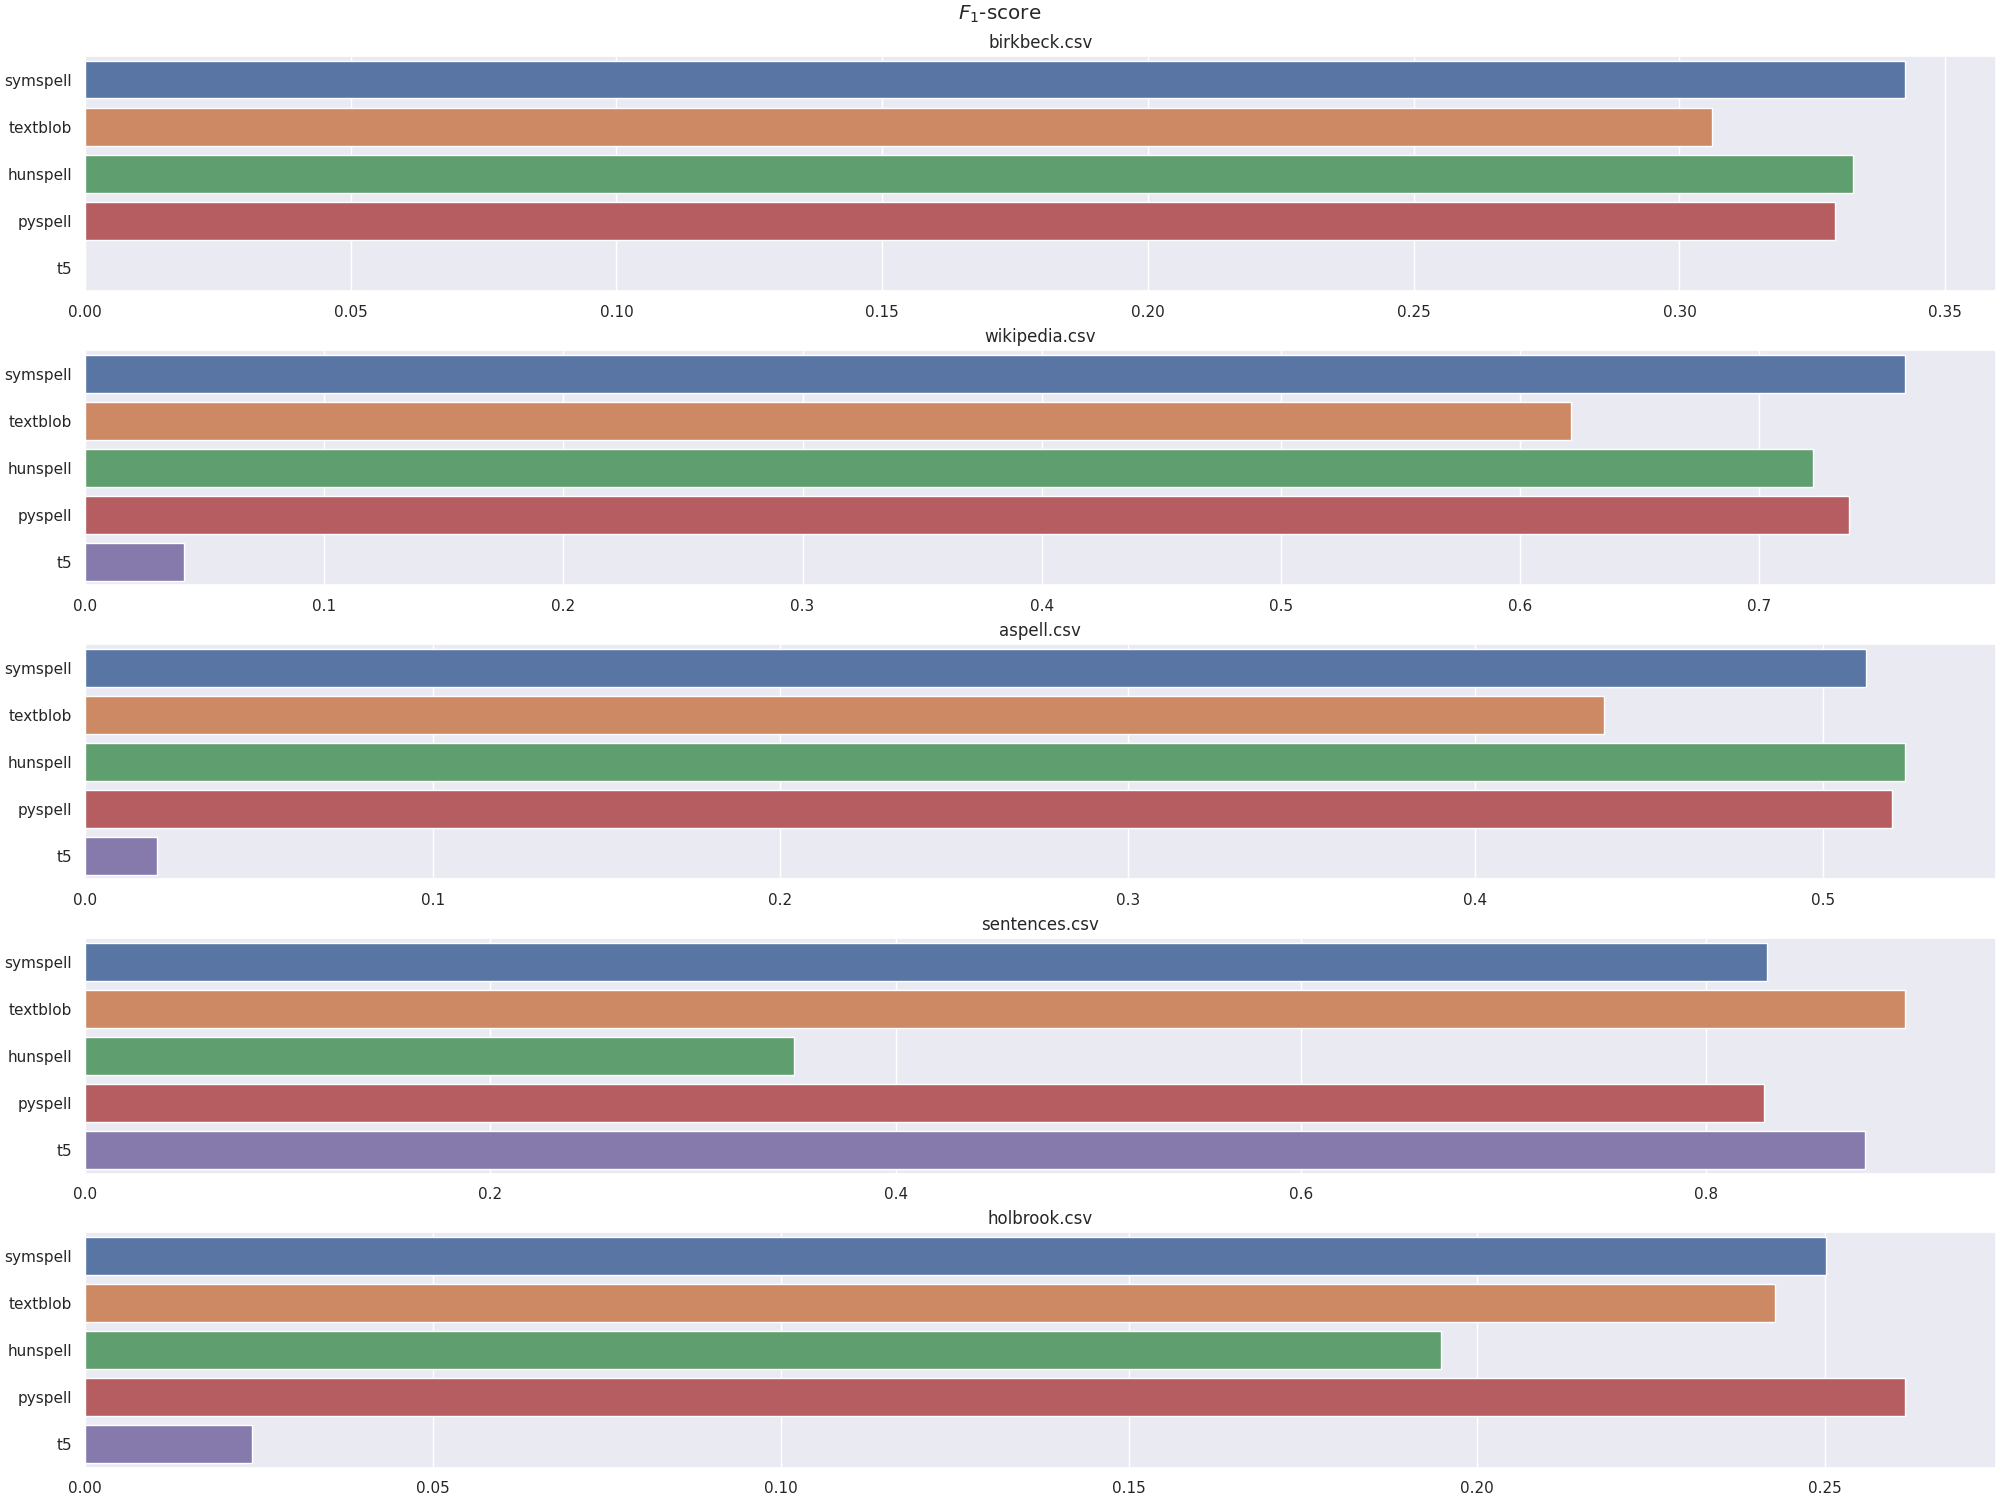 F1-score
birkbeck.csv
symspell
textblob
hunspell
pyspell
t5
0.00 0.05 0.10 0.15 0.20 0.25 0.30 0.35
wikipedia.csv
symspell
textblob
hunspell
pyspell
t5
0.0 0.1 0.2 0.3 0.4 0.5 0.6 0.7
aspell.csv
symspell
textblob
hunspell
pyspell
t5
0.0 0.1 0.2 0.3 0.4 0.5
sentences.csv
symspell
textblob
hunspell
pyspell
t5
0.0 0.2 0.4 0.6 0.8
holbrook.csv
symspell
textblob
hunspell
pyspell
t5
0.00 0.05 0.10 0.15 0.20 0.25